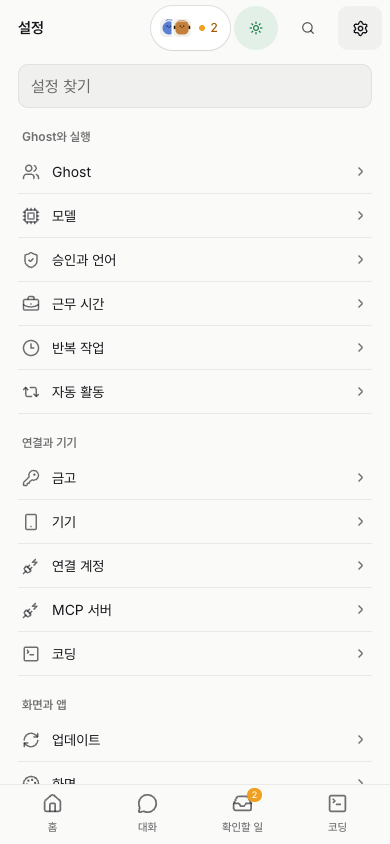 설정
2
설정 찾기
Ghost와 실행
Ghost
모델
승인과 언어
근무 시간
반복 작업
자동 활동
연결과 기기
금고
기기
연결 계정
MCP 서버
코딩
화면과 앱
업데이트
화면
2
홈
대화
확인할 일
코딩